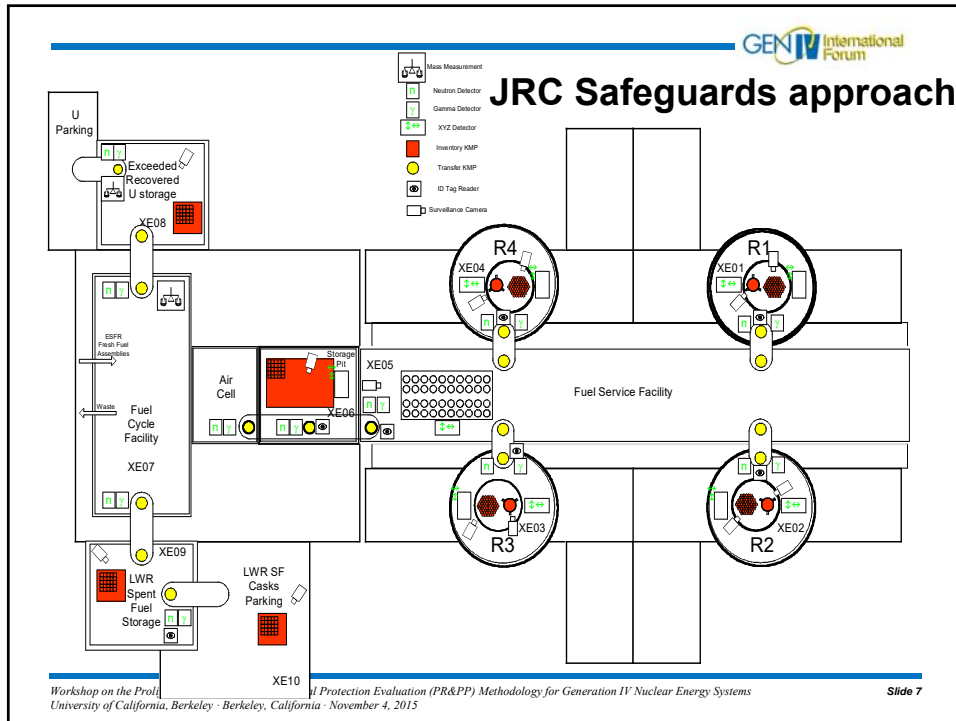 GEN IV International
Forum
JRC Safeguards approach
Mass Measurement
n Neutron Detector
γ Gamma Detector
XYZ Detector
Inventory KMP
Transfer KMP
ID Tag Reader
Surveillance Camera
U
Parking
n γ
Exceeded
Recovered
U storage
XE08
n γ
ESFR
Fresh Fuel
Assemblies
Waste
Fuel
Cycle
Facility
XE07
n γ
Air
Cell
n γ
Storage
Pit
XE06
n γ
XE05
n γ
Fuel Service Facility
R4
XE04
n γ
R1
XE01
n γ
n γ
XE03
R3
n γ
XE02
R2
XE09
LWR
Spent
Fuel
Storage
n γ
LWR SF
Casks
Parking
XE10
Workshop on the Proli l Protection Evaluation (PR&PP) Methodology for Generation IV Nuclear Energy Systems
Slide 7
University of California, Berkeley · Berkeley, California · November 4, 2015